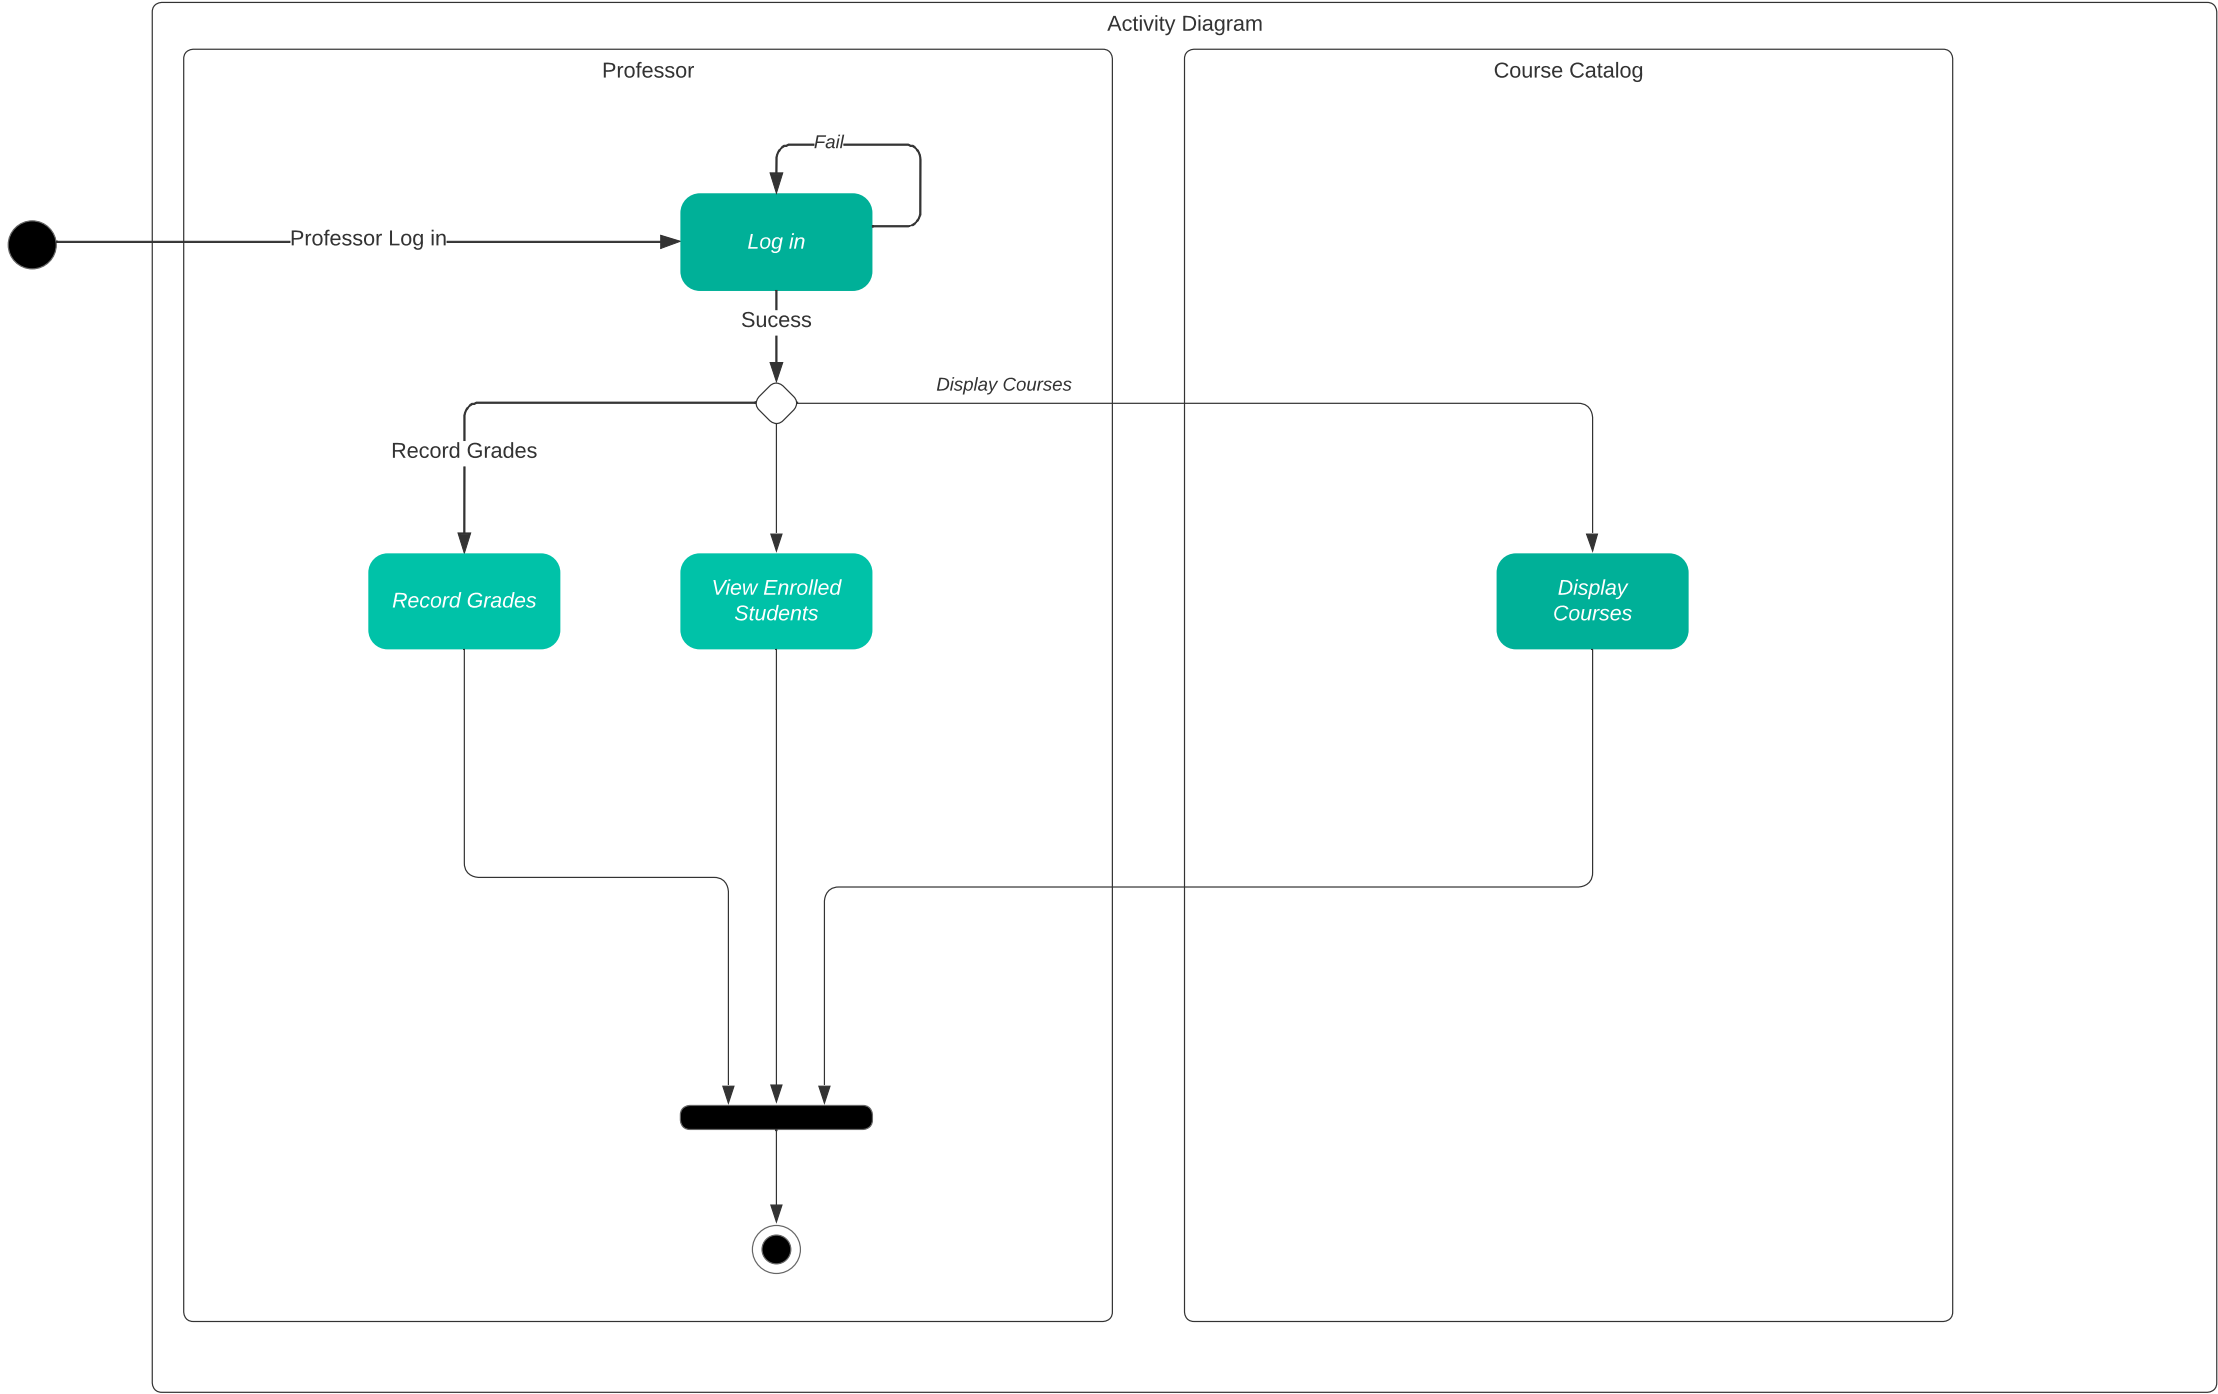 Activity Diagram
Professor
Course Catalog
Fail
Professor Log in
Log in
Sucess
Display Courses
Record Grades
Record Grades
View Enrolled
Students
Display
Courses